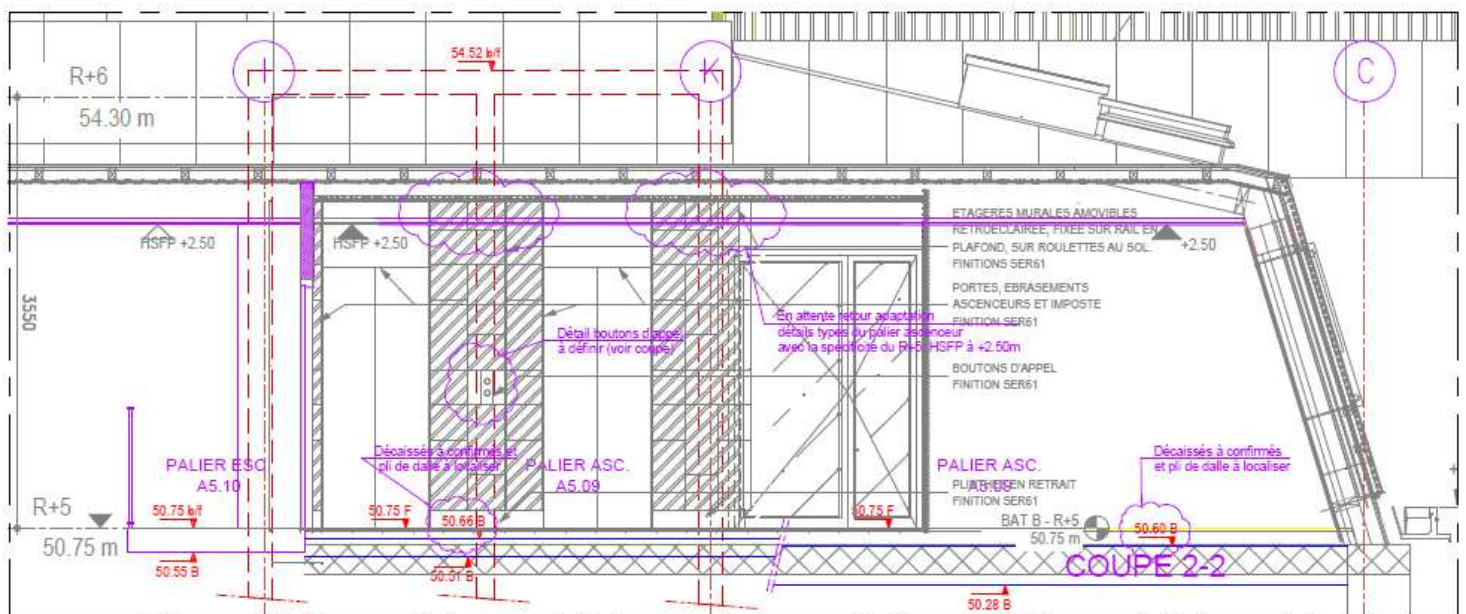 54.52 b/f
I
K
C
R+6
54.30 m
HSFP +2.50
HSFP +2.50
+2.50
ETAGERES MURALES AMOVIBLES
RETROECLAIREE, FIXEE SUR RAIL EN
PLAFOND, SUR ROULETTES AU SOL.
FINITIONS SER61
PORTES, EBRASEMENTS
ASCENCEURS ET IMPOSTE
FINITION SER61
3550
Détail boutons d'appel
à définir (voir coupe)
En attente retour adaptation
détails types du palier ascenceur
avec la spécificité du R+5 HSFP à +2.50m
BOUTONS D'APPEL
FINITION SER61
Décaissés à confirmés et
pli de dalle à localiser
Décaissés à confirmés
et pli de dalle à localiser
PALIER ESC
A5.10
PALIER ASC.
A5.09
PALIER ASC.
A5.09
PLINTHES EN RETRAIT
FINITION SER61
R+5
50.75 m
50.75 b/f
50.75 F
50.66 B
50.75 F
BAT B - R+5
50.75 m
50.60 B
50.55 B
50.51 B
COUPE 2-2
50.28 B